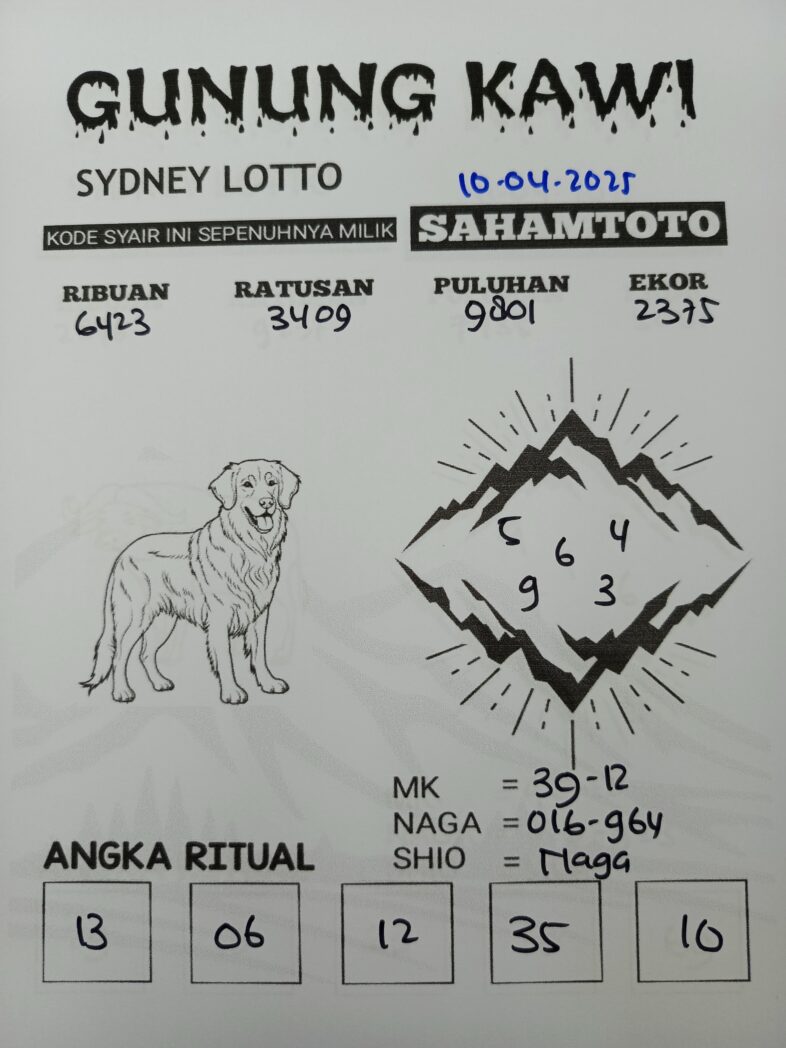 GUNUNG KAWI
SYDNEY LOTTO 10-04-2025
KODE SYAIR INI SEPENUHNYA MILIK SAHAMTOTO
RIBUAN RATUSAN PULUHAN EKOR
6423 3409 9801 2375
5 4
6
9 3
MK = 39-12
NAGA = 016-964
SHIO = Naga
ANGKA RITUAL
13 06 12 35 10